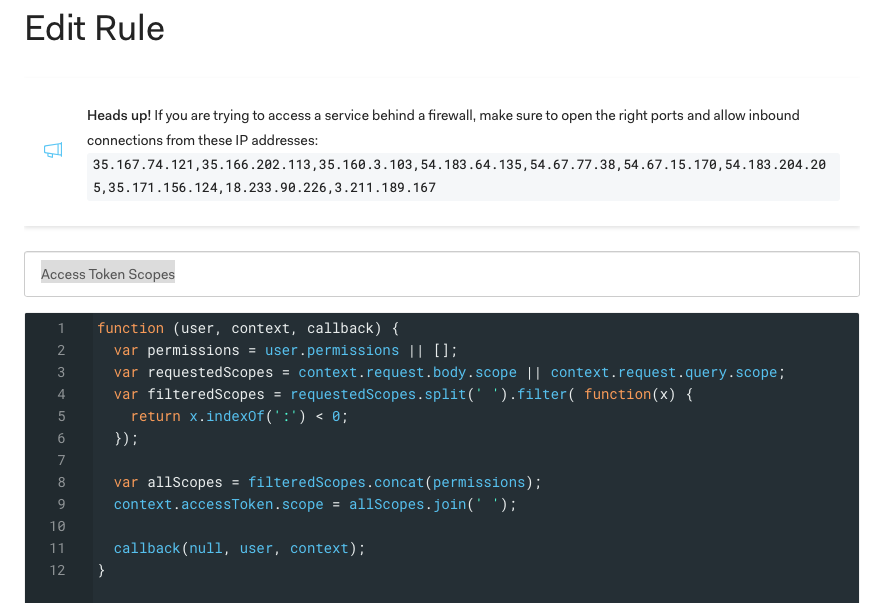 Edit Rule
Heads up! If you are trying to access a service behind a firewall, make sure to open the right ports and allow inbound
connections from these IP addresses:
35.167.74.121,35.166.202.113,35.160.3.103,54.183.64.135,54.67.77.38,54.67.15.170,54.183.204.20
5,35.171.156.124,18.233.90.226,3.211.189.167
Access Token Scopes
1 function (user, context, callback) {
2   var permissions = user.permissions || [];
3   var requestedScopes = context.request.body.scope || context.request.query.scope;
4   var filteredScopes = requestedScopes.split(' ').filter( function(x) {
5     return x.indexOf(':') < 0;
6   });
7
8   var allScopes = filteredScopes.concat(permissions);
9   context.accessToken.scope = allScopes.join(' ');
10
11   callback(null, user, context);
12 }